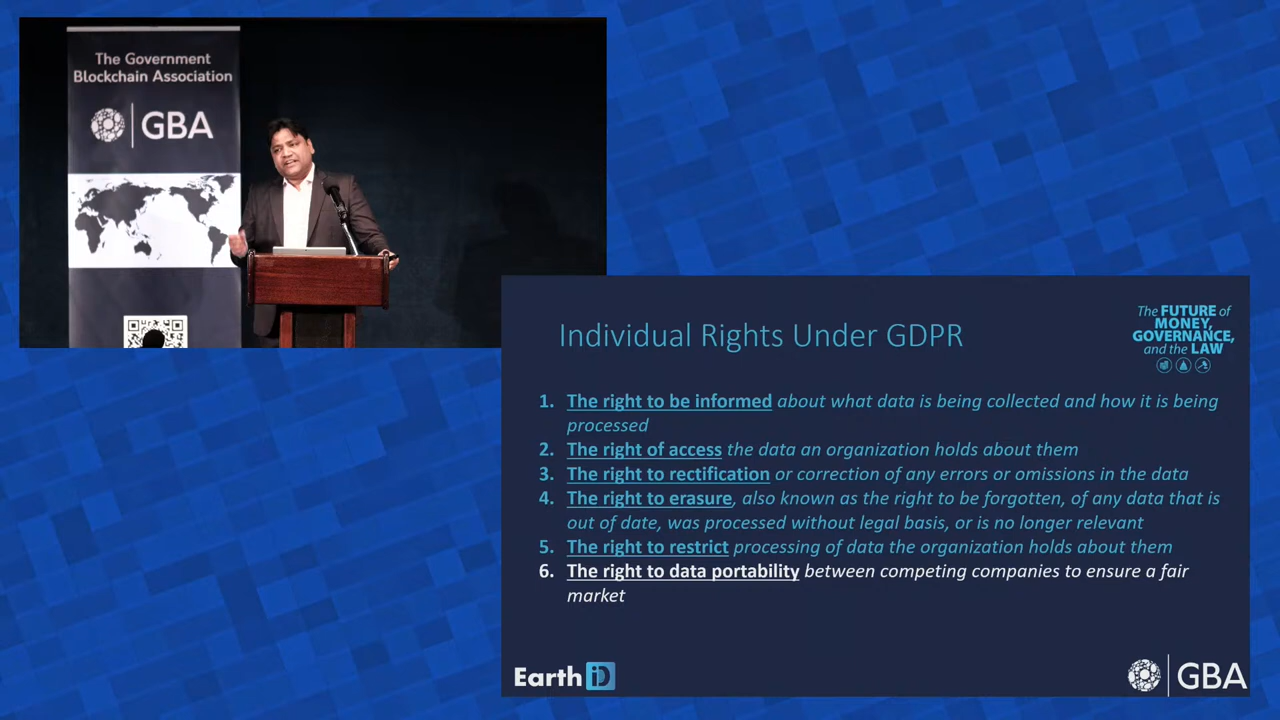 The Government
Blockchain Association
GBA
Individual Rights Under GDPR
The FUTURE of
MONEY,
GOVERNANCE,
and the LAW
1. The right to be informed about what data is being collected and how it is being
processed
2. The right of access the data an organization holds about them
3. The right to rectification or correction of any errors or omissions in the data
4. The right to erasure, also known as the right to be forgotten, of any data that is
out of date, was processed without legal basis, or is no longer relevant
5. The right to restrict processing of data the organization holds about them
6. The right to data portability between competing companies to ensure a fair
market
Earth iD
GBA